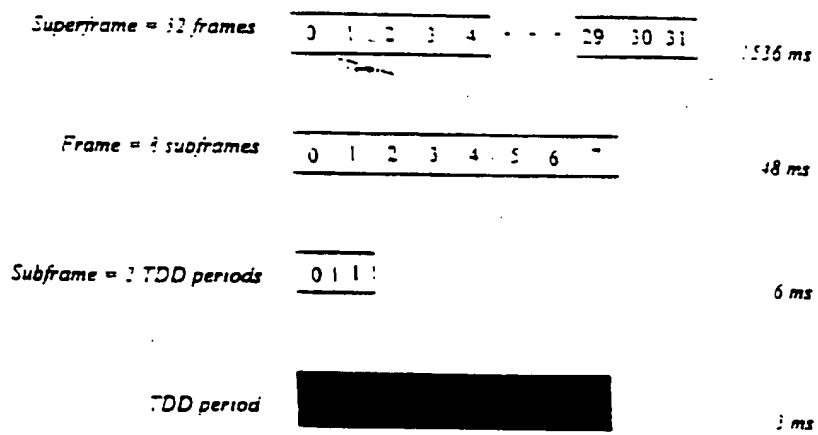 Superframe = 32 frames 0 1 2 3 4 - - - 29 30 31 1536 ms
Frame = 8 subframes 0 1 2 3 4 5 6 7 48 ms
Subframe = 2 TDD periods 0 1 6 ms
TDD period 3 ms